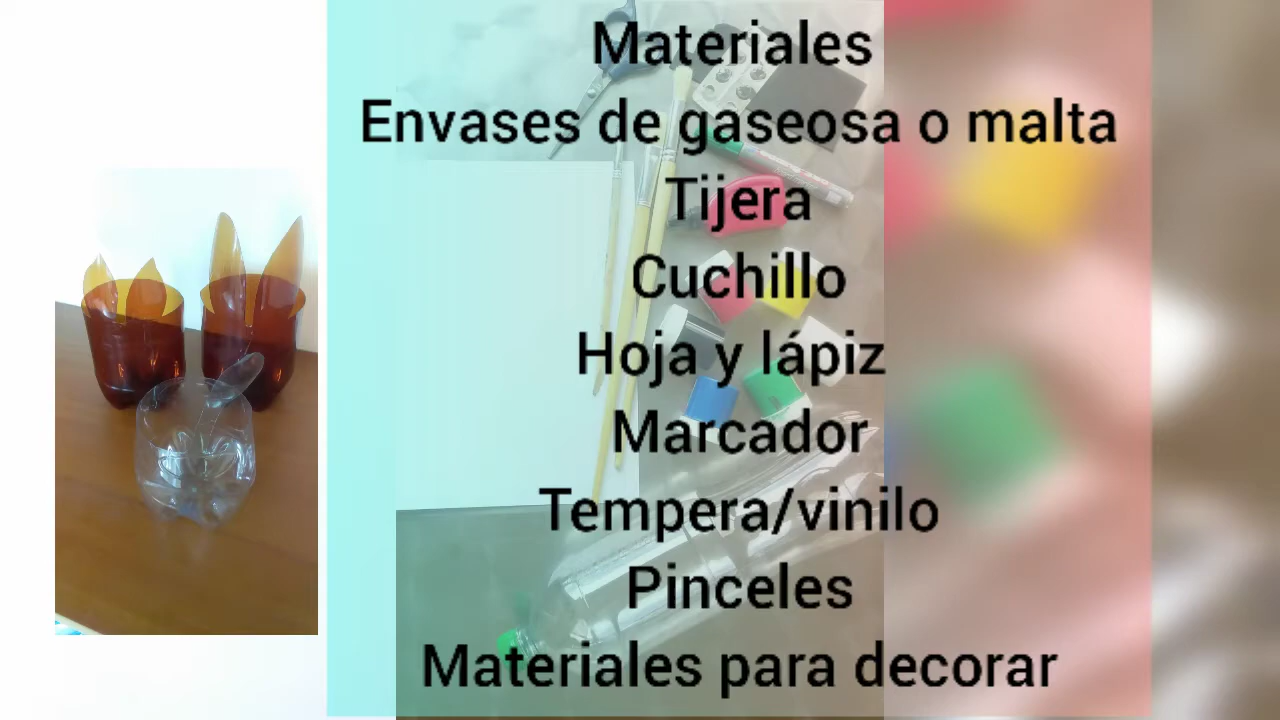 Materiales
Envases de gaseosa o malta
Tijera
Cuchillo
Hoja y lápiz
Marcador
Tempera/vinilo
Pinceles
Materiales para decorar